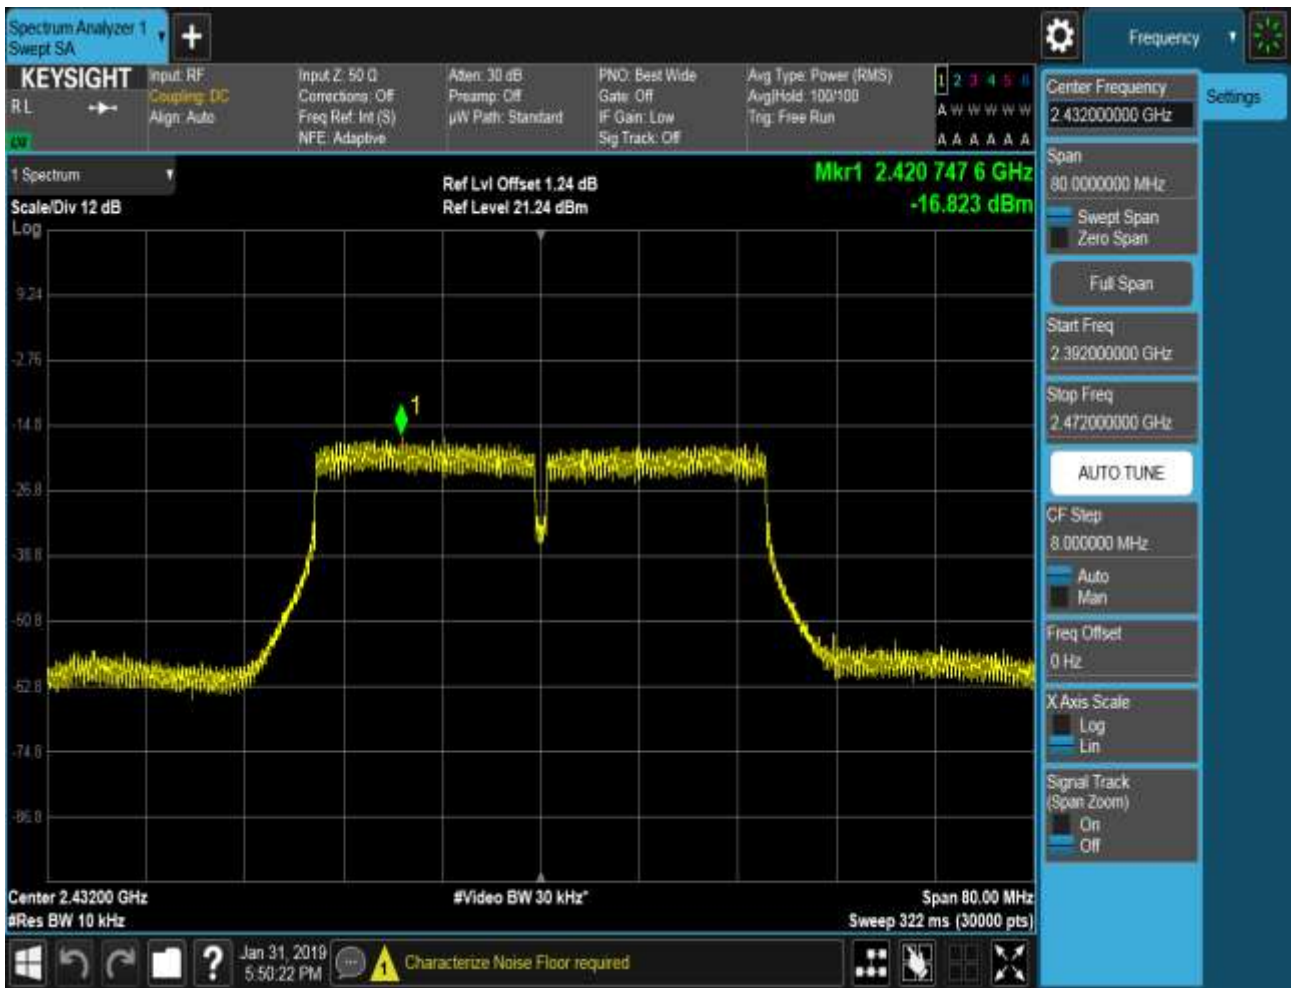 Spectrum Analyzer 1
Swept SA
Frequency
KEYSIGHT
R L
Input: RF
Coupling: DC
Align: Auto
Input Z: 50 Ω
Corrections: Off
Freq Ref: Int (S)
NFE: Adaptive
Atten: 30 dB
Preamp: Off
µW Path: Standard
PNO: Best Wide
Gate: Off
IF Gain: Low
Sig Track: Off
Avg Type: Power (RMS)
Avg|Hold: 100/100
Trig: Free Run
1 2 3 4 5 6
A W W W W W
A A A A A A
1 Spectrum
Scale/Div 12 dB
Log
Ref Lvl Offset 1.24 dB
Ref Level 21.24 dBm
Mkr1 2.420 747 6 GHz
-16.823 dBm
9.24
-2.76
-14.8
-26.8
-38.8
-50.8
-62.8
-74.8
-86.8
1
Center 2.43200 GHz
#Res BW 10 kHz
#Video BW 30 kHz*
Span 80.00 MHz
Sweep 322 ms (30000 pts)
Center Frequency
2.432000000 GHz
Settings
Span
80.0000000 MHz
Swept Span
Zero Span
Full Span
Start Freq
2.392000000 GHz
Stop Freq
2.472000000 GHz
AUTO TUNE
CF Step
8.000000 MHz
Auto
Man
Freq Offset
0 Hz
X Axis Scale
Log
Lin
Signal Track
(Span Zoom)
On
Off
?
Jan 31, 2019
5:50:22 PM
1
Characterize Noise Floor required